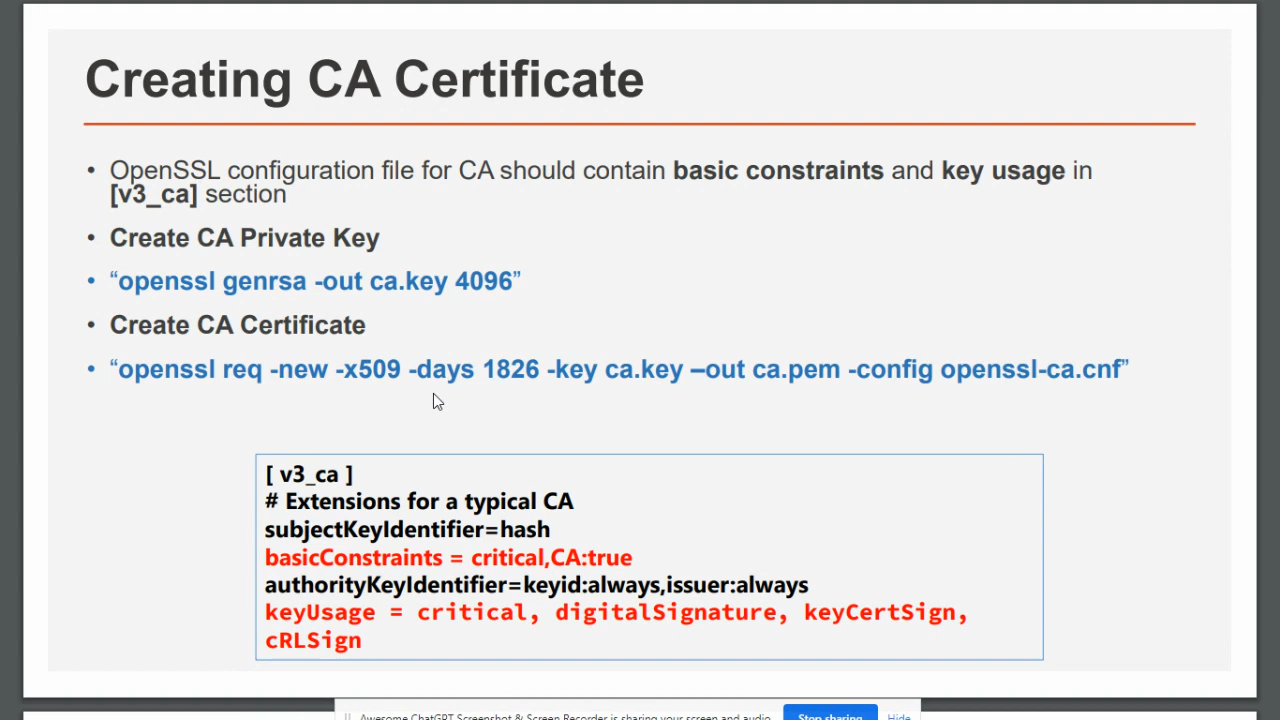 Creating CA Certificate
• OpenSSL configuration file for CA should contain basic constraints and key usage in
[v3_ca] section
• Create CA Private Key
• “openssl genrsa -out ca.key 4096”
• Create CA Certificate
• “openssl req -new -x509 -days 1826 -key ca.key –out ca.pem -config openssl-ca.cnf”
[ v3_ca ]
# Extensions for a typical CA
subjectKeyIdentifier=hash
basicConstraints = critical,CA:true
authorityKeyIdentifier=keyid:always,issuer:always
keyUsage = critical, digitalSignature, keyCertSign,
cRLSign
Awesome ChatGPT Screenshot & Screen Recorder is sharing your screen and audio. Stop sharing Hide